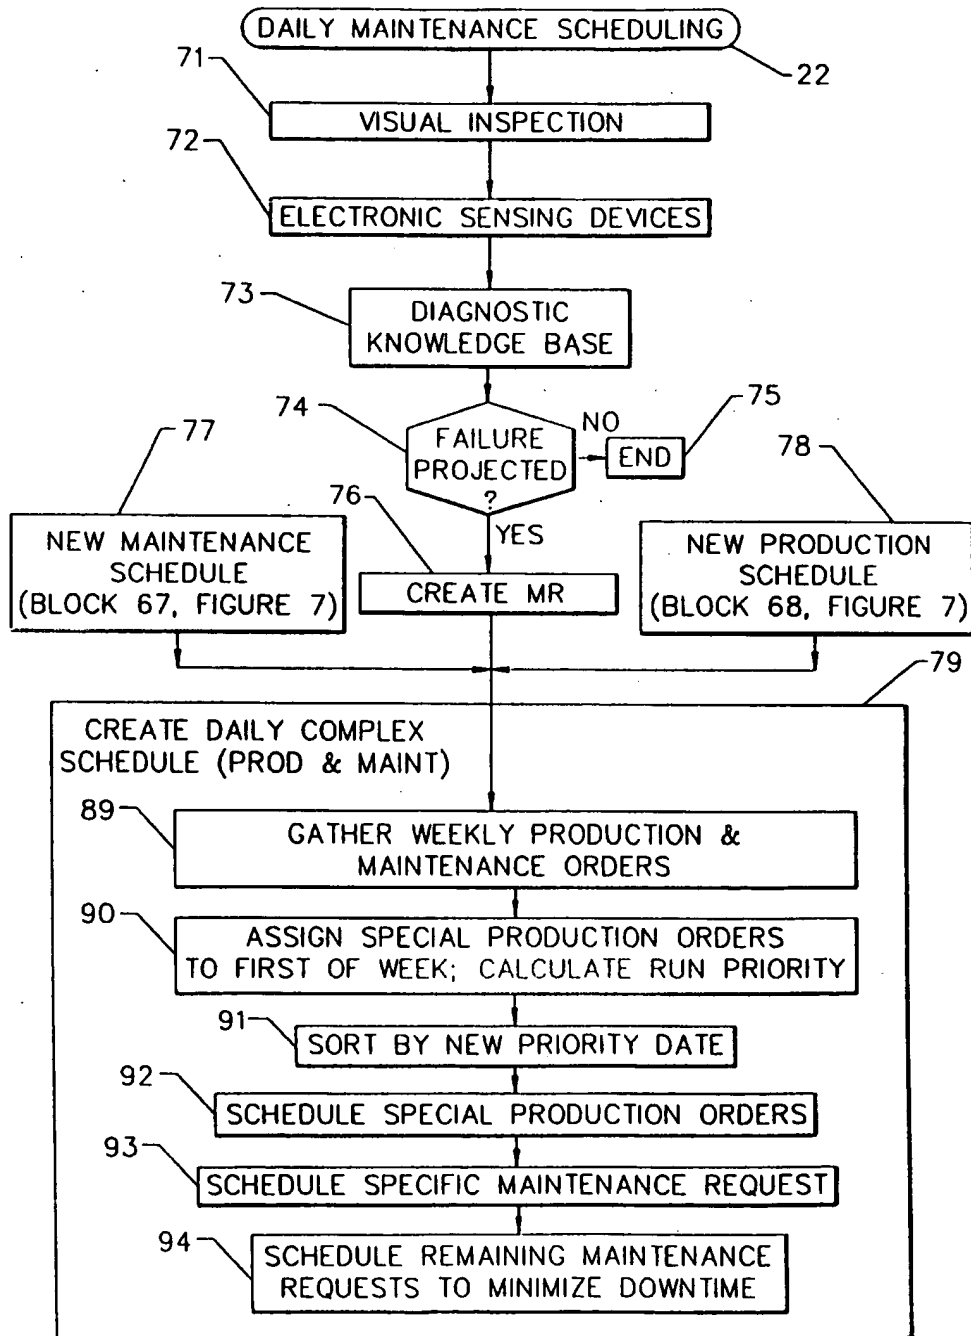 DAILY MAINTENANCE SCHEDULING
22
71
VISUAL INSPECTION
72
ELECTRONIC SENSING DEVICES
73
DIAGNOSTIC
KNOWLEDGE BASE
74
FAILURE
PROJECTED
?
NO
75
END
YES
76
CREATE MR
77
NEW MAINTENANCE
SCHEDULE
(BLOCK 67, FIGURE 7)
78
NEW PRODUCTION
SCHEDULE
(BLOCK 68, FIGURE 7)
79
CREATE DAILY COMPLEX
SCHEDULE (PROD & MAINT)
89
GATHER WEEKLY PRODUCTION &
MAINTENANCE ORDERS
90
ASSIGN SPECIAL PRODUCTION ORDERS
TO FIRST OF WEEK; CALCULATE RUN PRIORITY
91
SORT BY NEW PRIORITY DATE
92
SCHEDULE SPECIAL PRODUCTION ORDERS
93
SCHEDULE SPECIFIC MAINTENANCE REQUEST
94
SCHEDULE REMAINING MAINTENANCE
REQUESTS TO MINIMIZE DOWNTIME